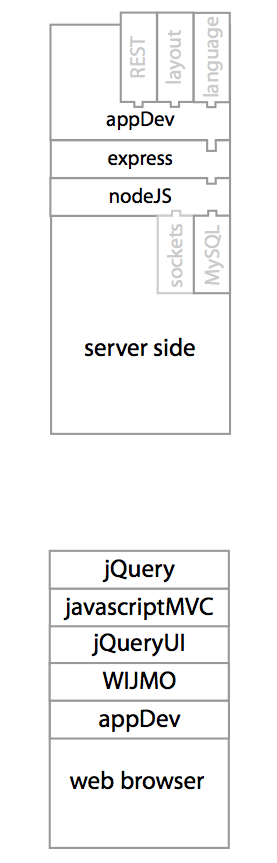 REST
layout
language
appDev
express
nodeJS
sockets
MySQL
server side
jQuery
javascriptMVC
jQueryUI
WIJMO
appDev
web browser